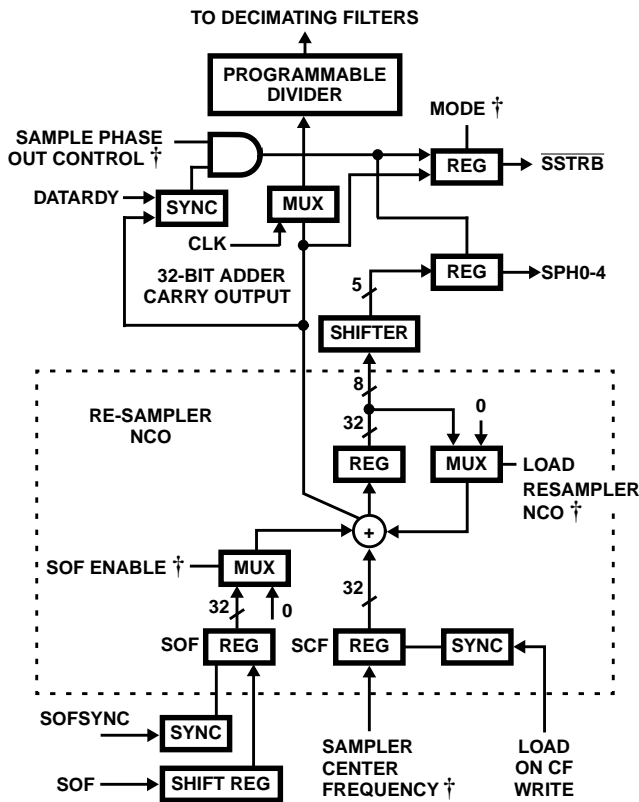 TO DECIMATING FILTERS
PROGRAMMABLE
DIVIDER
MODE †
SAMPLE PHASE
OUT CONTROL †
REG
SSTRB
DATARDY
SYNC
MUX
CLK
32-BIT ADDER
CARRY OUTPUT
5
REG
SPH0-4
SHIFTER
8
RE-SAMPLER
NCO
0
32
REG
MUX
LOAD
RESAMPLER
NCO †
+
SOF ENABLE †
MUX
32
0
32
SOF
REG
SCF
REG
SYNC
SOFSYNC
SYNC
SAMPLER
CENTER
FREQUENCY †
LOAD
ON CF
WRITE
SOF
SHIFT REG